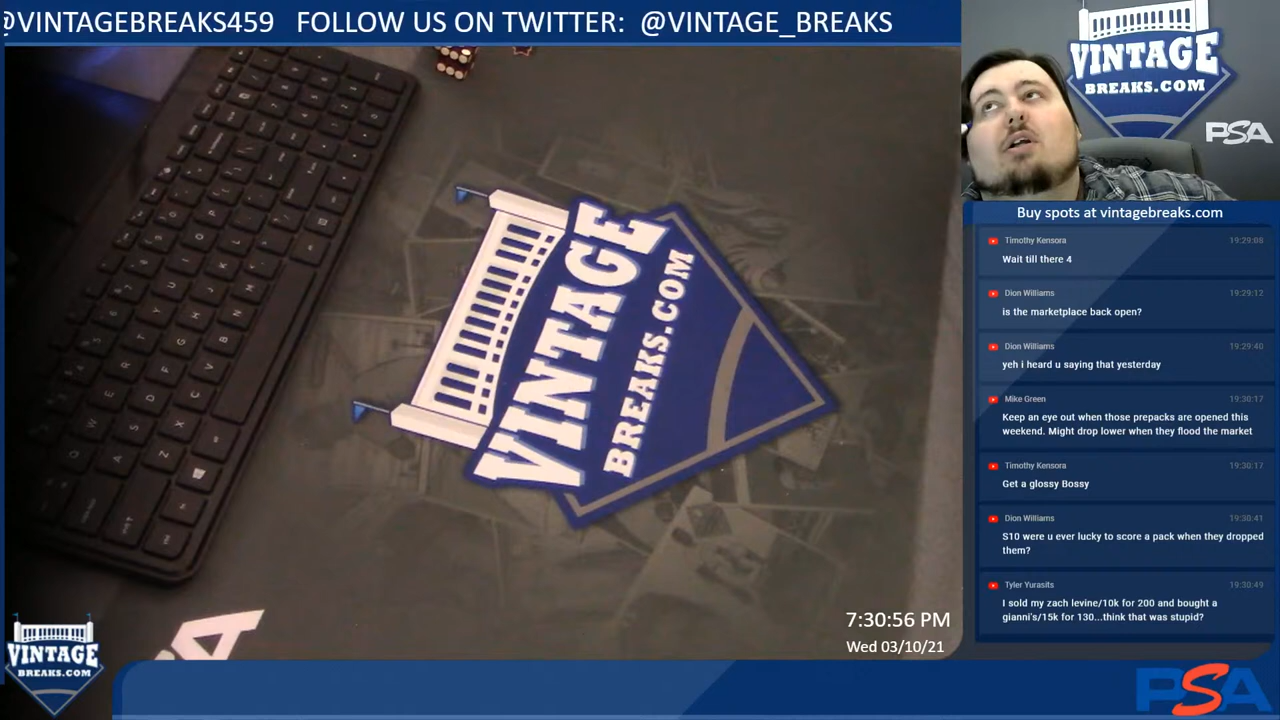 @VINTAGEBREAKS459 FOLLOW US ON TWITTER: @VINTAGE_BREAKS
VINTAGE
BREAKS.COM
PSA
Buy spots at vintagebreaks.com
Timothy Kensora 19:29:08
Wait till there 4
Dion Williams 19:29:12
is the marketplace back open?
Dion Williams 19:29:40
yeh i heard u saying that yesterday
Mike Green 19:30:17
Keep an eye out when those prepacks are opened this
weekend. Might drop lower when they flood the market
Timothy Kensora 19:30:17
Get a glossy Bossy
Dion Williams 19:30:41
S10 were u ever lucky to score a pack when they dropped
them?
Tyler Yurasits 19:30:49
I sold my zach levine/10k for 200 and bought a
gianni's/15k for 130...think that was stupid?
VINTAGE
BREAKS.COM
7:30:56 PM
Wed 03/10/21
VINTAGE
BREAKS.COM
PSA